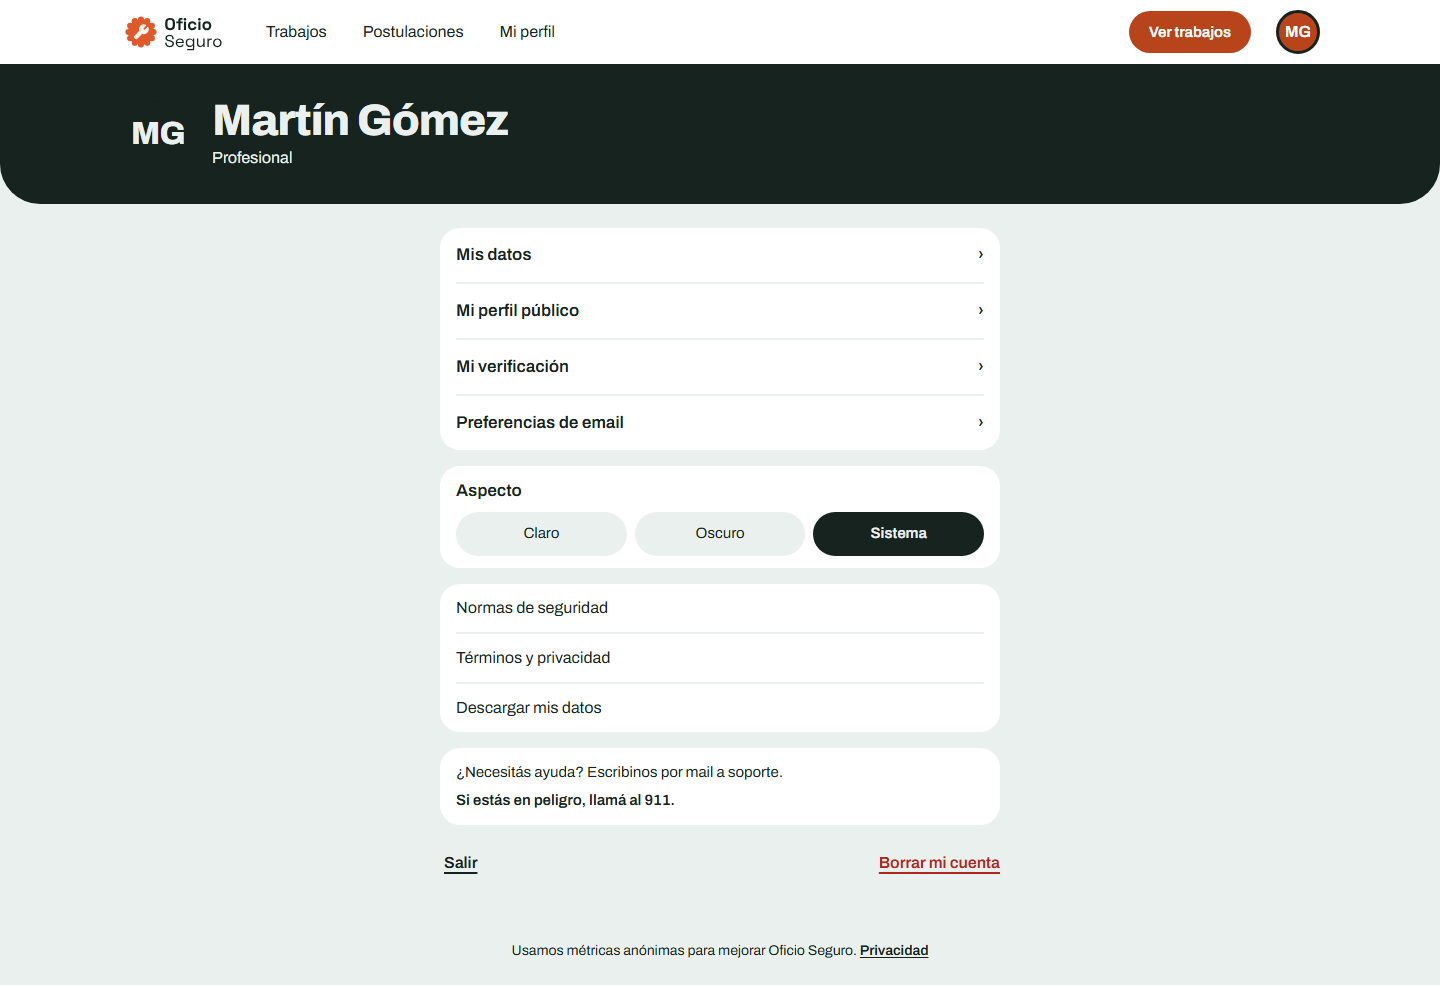 Oficio
Seguro
Trabajos
Postulaciones
Mi perfil
Ver trabajos
MG
MG
Martín Gómez
Profesional
Mis datos ›
Mi perfil público ›
Mi verificación ›
Preferencias de email ›
Aspecto
Claro
Oscuro
Sistema
Normas de seguridad
Términos y privacidad
Descargar mis datos
¿Necesitás ayuda? Escribinos por mail a soporte.
Si estás en peligro, llamá al 911.
Salir
Borrar mi cuenta
Usamos métricas anónimas para mejorar Oficio Seguro. Privacidad